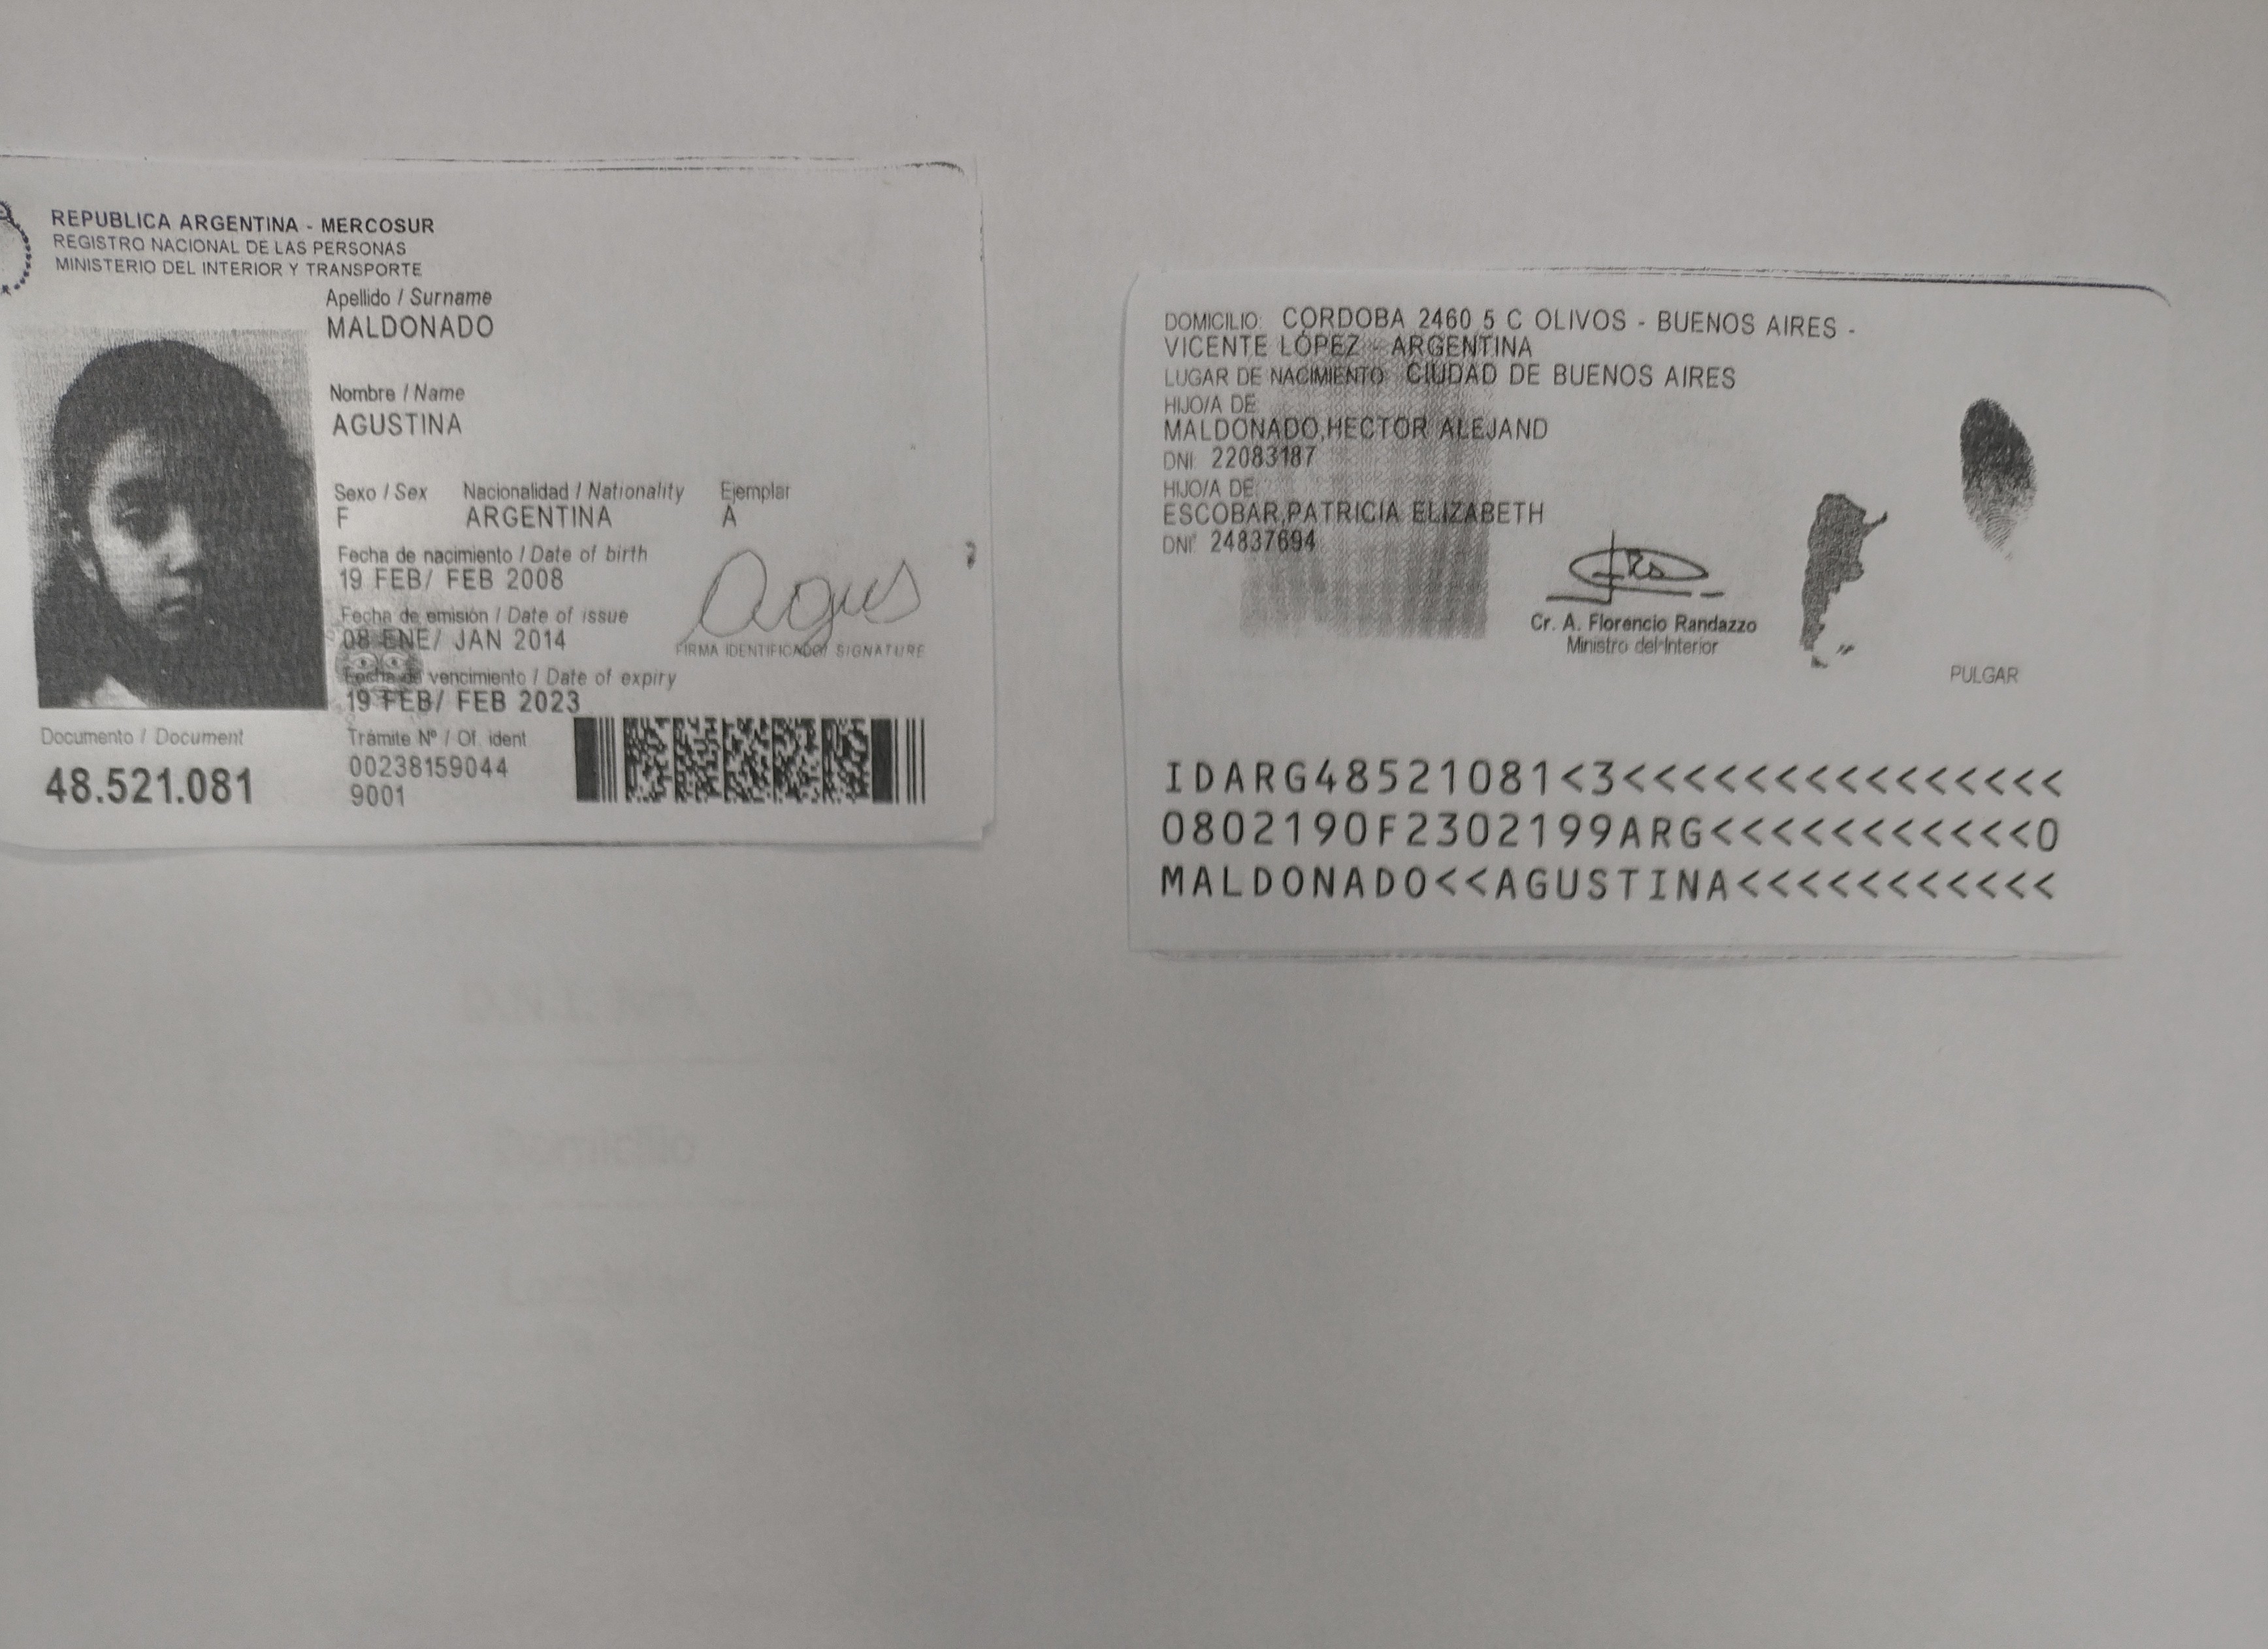 REPUBLICA ARGENTINA - MERCOSUR
REGISTRO NACIONAL DE LAS PERSONAS
MINISTERIO DEL INTERIOR Y TRANSPORTE
Apellido / Surname
MALDONADO
Nombre / Name
AGUSTINA
Sexo / Sex Nacionalidad / Nationality Ejemplar
F ARGENTINA A
Fecha de nacimiento / Date of birth
19 FEB/ FEB 2008
Fecha de emisión / Date of issue
08 ENE/ JAN 2014
Agus
FIRMA IDENTIFICADO/ SIGNATURE
Fecha de vencimiento / Date of expiry
19 FEB/ FEB 2023
Documento / Document
48.521.081
Trámite Nº / Of. ident
00238159044
9001
DOMICILIO: CORDOBA 2460 5 C OLIVOS - BUENOS AIRES -
VICENTE LÓPEZ - ARGENTINA
LUGAR DE NACIMIENTO: CIUDAD DE BUENOS AIRES
HIJO/A DE:
MALDONADO,HECTOR ALEJAND
DNI: 22083187
HIJO/A DE:
ESCOBAR,PATRICIA ELIZABETH
DNI: 24837694
Cr. A. Florencio Randazzo
Ministro del Interior
PULGAR
IDARG48521081<3<<<<<<<<<<<<<<<
0802190F2302199ARG<<<<<<<<<<<0
MALDONADO<<AGUSTINA<<<<<<<<<<<